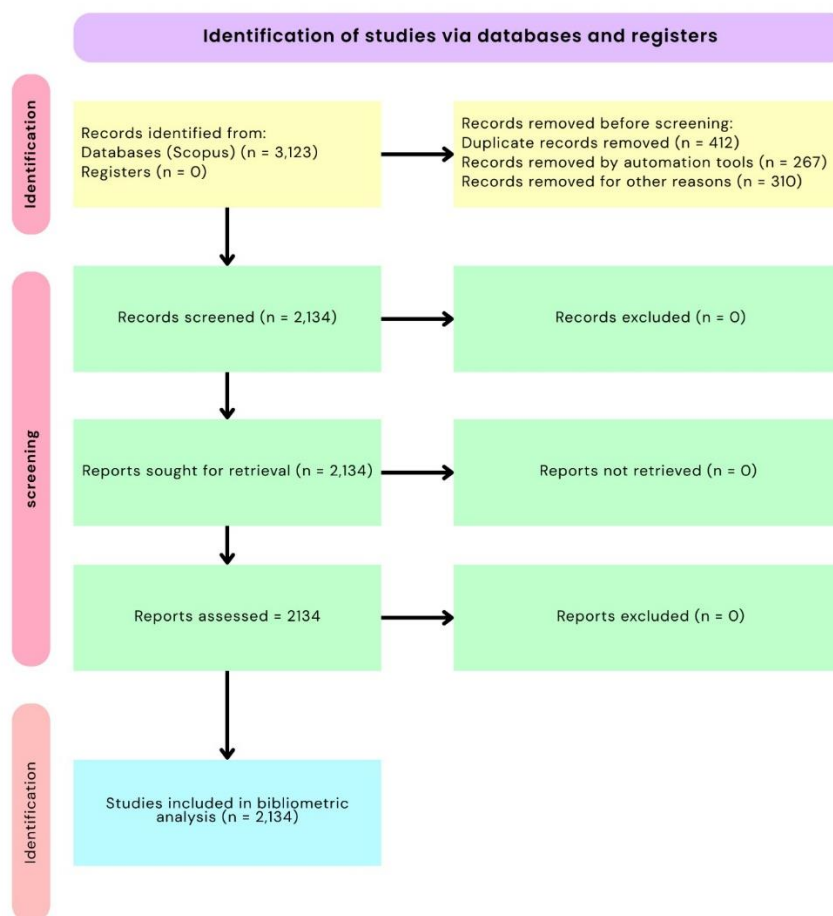 Identification of studies via databases and registers
Identification
Records identified from:
Databases (Scopus) (n = 3,123)
Registers (n = 0)
Records removed before screening:
Duplicate records removed (n = 412)
Records removed by automation tools (n = 267)
Records removed for other reasons (n = 310)
screening
Records screened (n = 2,134)
Records excluded (n = 0)
Reports sought for retrieval (n = 2,134)
Reports not retrieved (n = 0)
Reports assessed = 2134
Reports excluded (n = 0)
Identification
Studies included in bibliometric
analysis (n = 2,134)